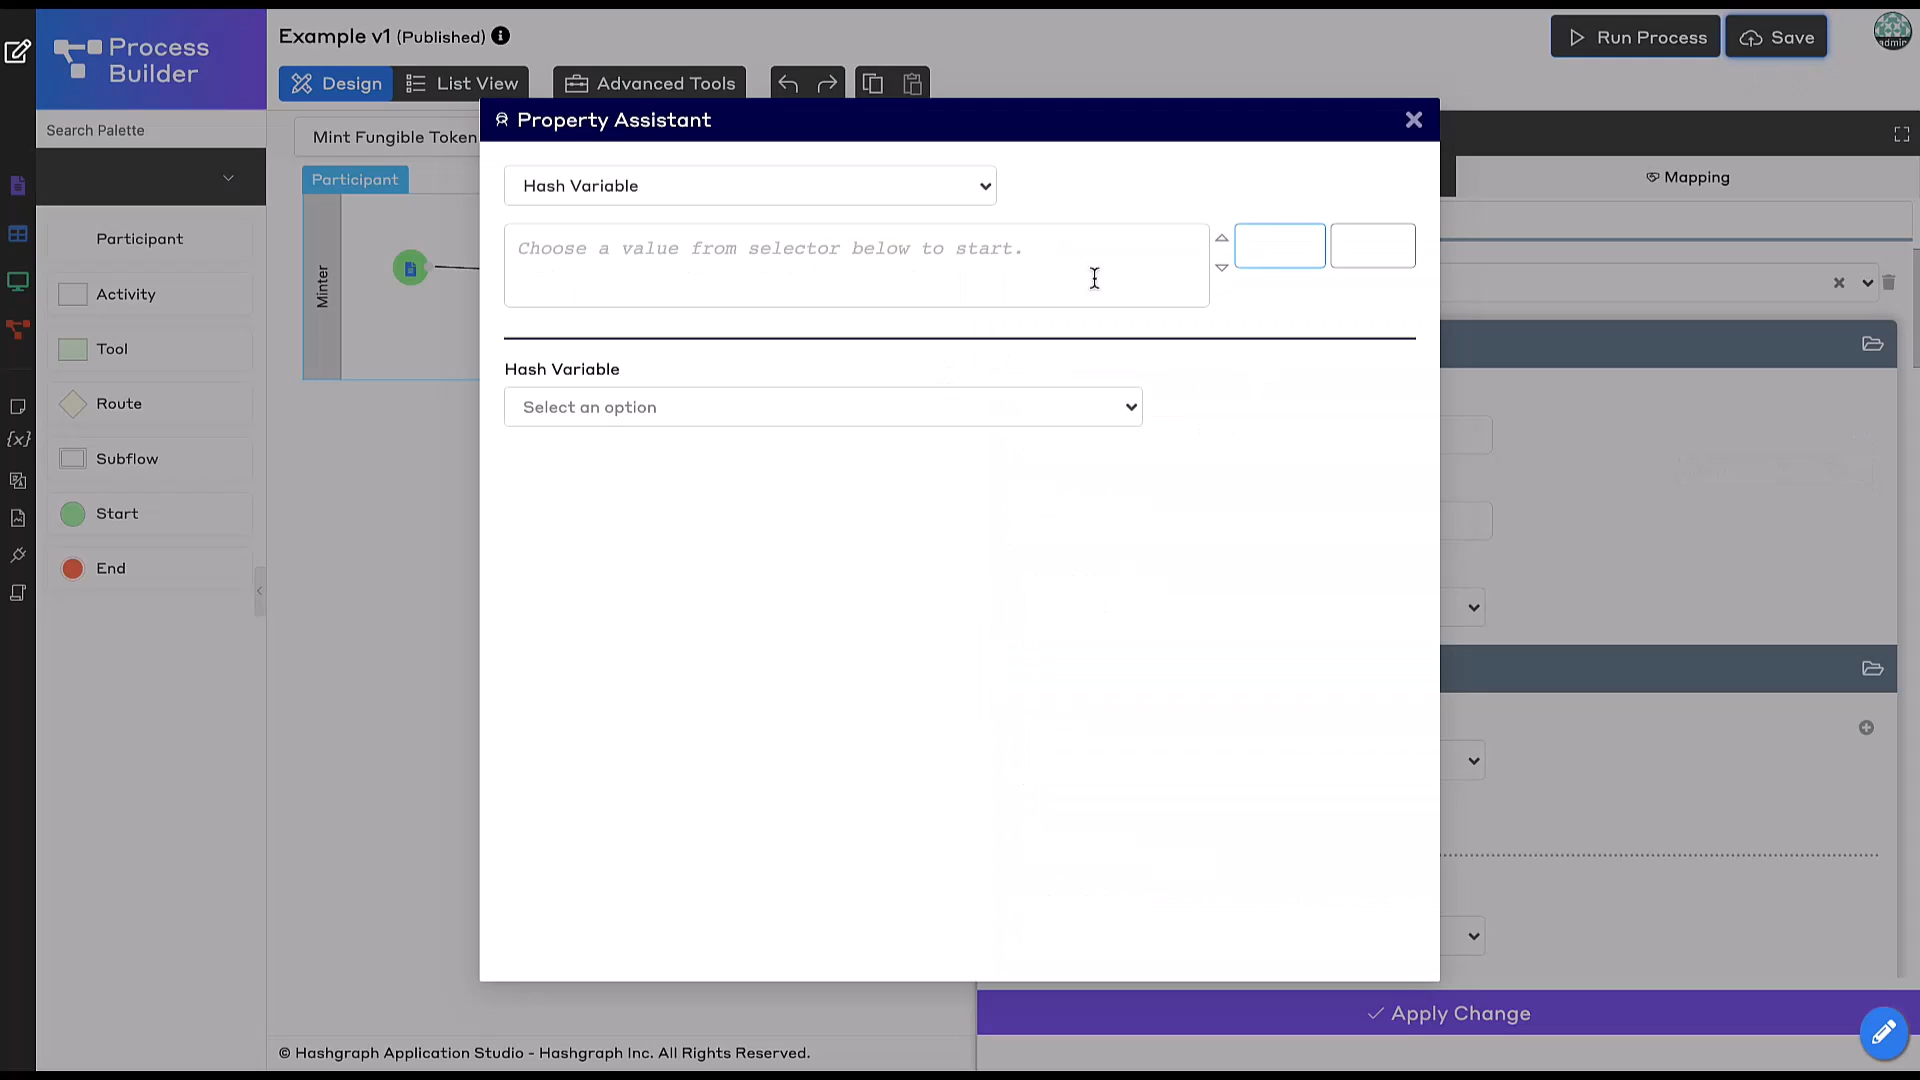 Process
Builder
Example v1 (Published)
Run Process
Save
admin
Design
List View
Advanced Tools
Search Palette
Participant
Activity
Tool
Route
Subflow
Start
End
Mint Fungible Token
Participant
Minter
Property Assistant
Hash Variable
Choose a value from selector below to start.
Hash Variable
Select an option
Mapping
Apply Change
© Hashgraph Application Studio - Hashgraph Inc. All Rights Reserved.